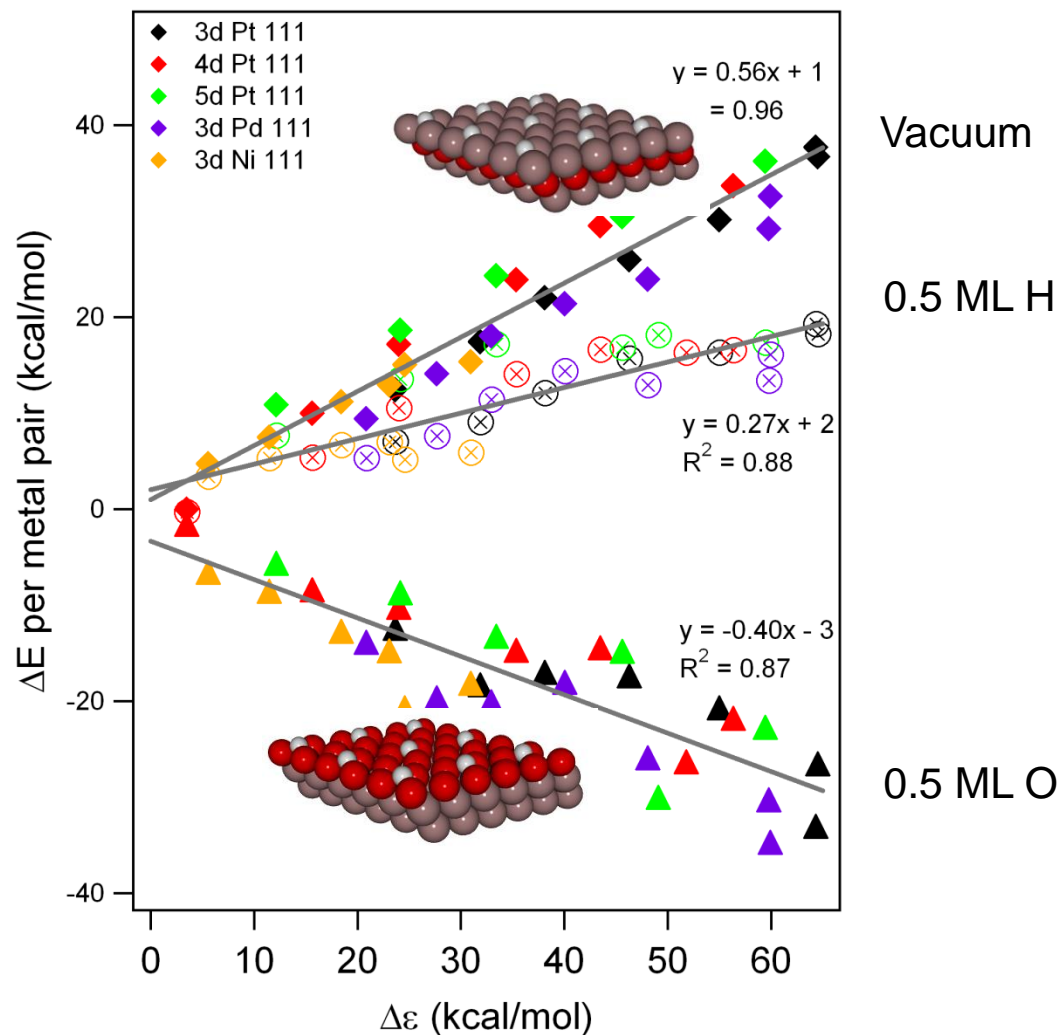 3d Pt 111
4d Pt 111
5d Pt 111
3d Pd 111
3d Ni 111
y = 0.56x + 1
= 0.96
Vacuum
0.5 ML H
y = 0.27x + 2
R² = 0.88
y = -0.40x - 3
R² = 0.87
0.5 ML O
ΔE per metal pair (kcal/mol)
40
20
0
-20
-40
0 10 20 30 40 50 60
Δε (kcal/mol)